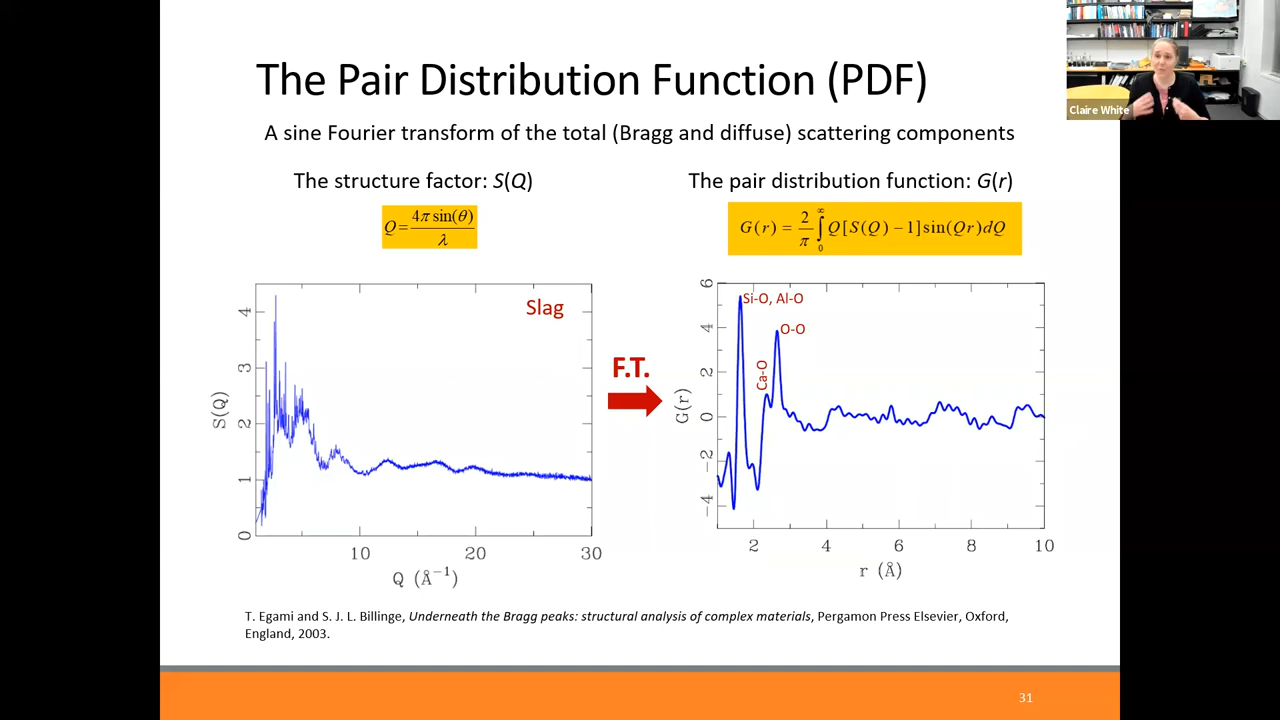 The Pair Distribution Function (PDF)
Claire White
A sine Fourier transform of the total (Bragg and diffuse) scattering components
The structure factor: S(Q)
The pair distribution function: G(r)
Q = 4π sin(θ) / λ
G(r) = 2/π ∫₀^∞ Q[S(Q) − 1] sin(Qr) dQ
Slag
S(Q)
4
3
2
1
0
10
20
30
Q (Å⁻¹)
F.T.
Si-O, Al-O
O-O
Ca-O
G(r)
6
4
2
0
−2
−4
2
4
6
8
10
r (Å)
T. Egami and S. J. L. Billinge, Underneath the Bragg peaks: structural analysis of complex materials, Pergamon Press Elsevier, Oxford,
England, 2003.
31